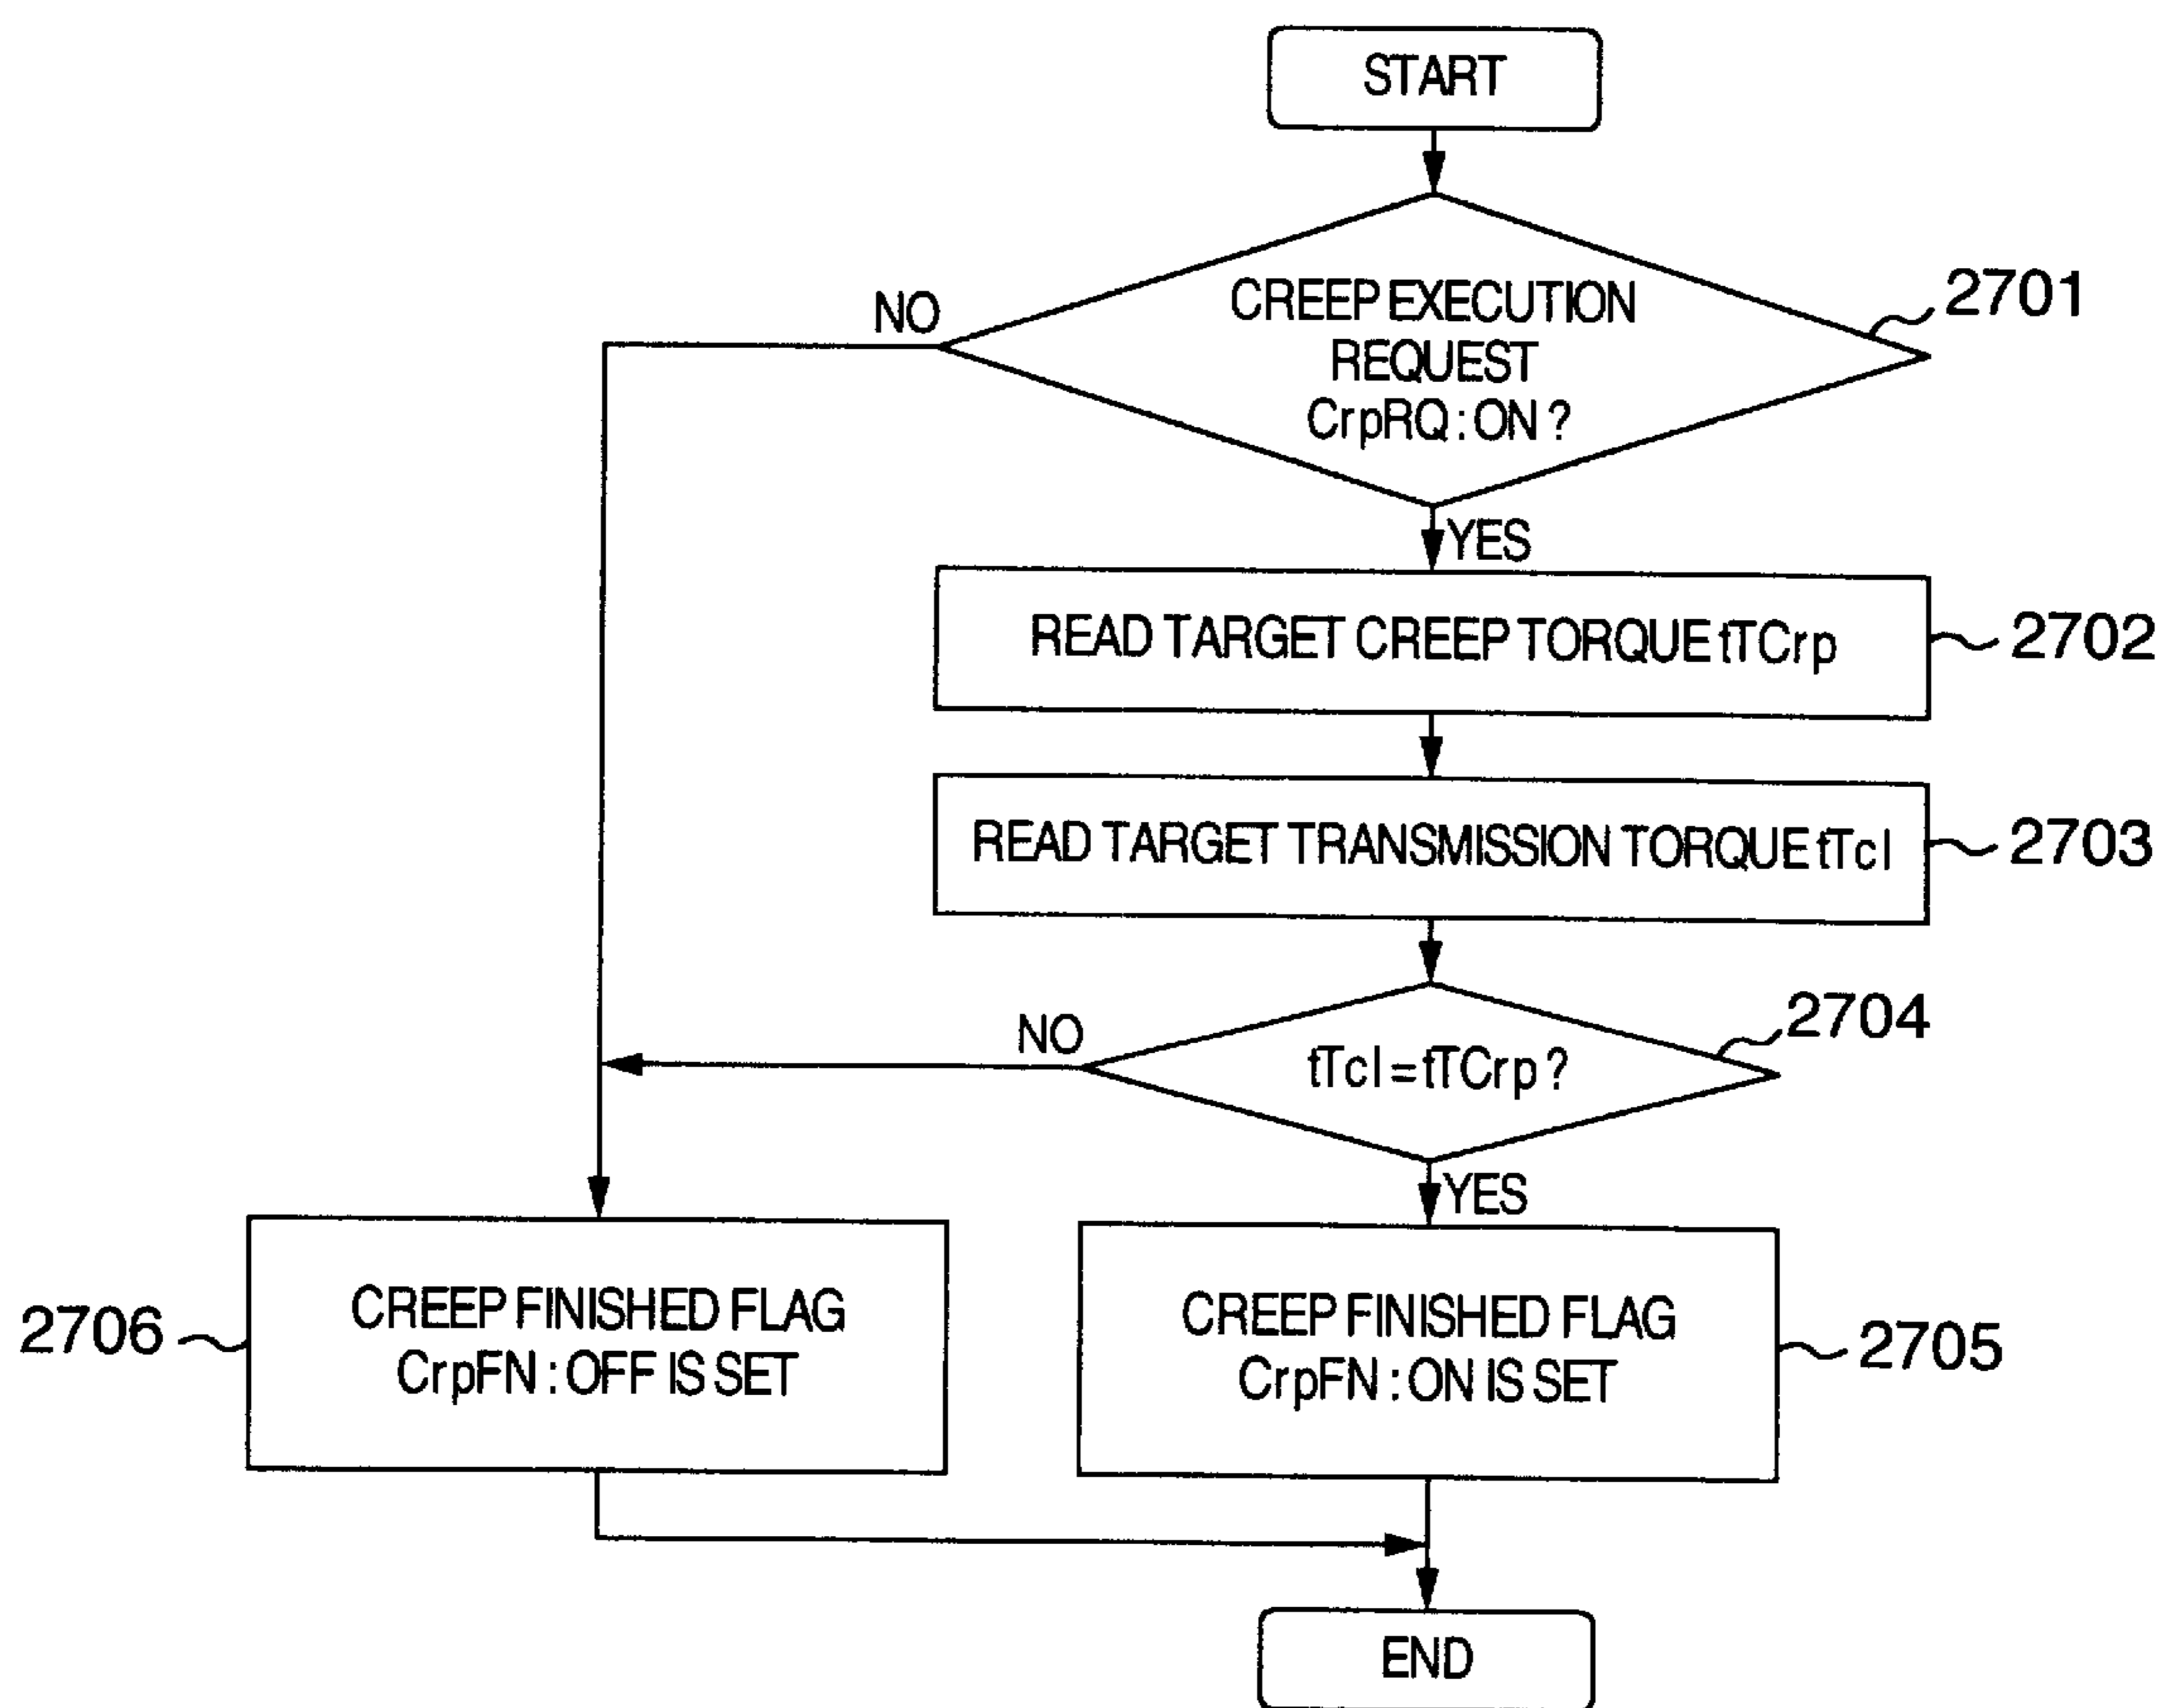 START
NO
CREEP EXECUTION
REQUEST
CrpRQ : ON ?
2701
YES
READ TARGET CREEP TORQUE tTCrp
2702
READ TARGET TRANSMISSION TORQUE tTcl
2703
NO
tTcl = tTCrp ?
2704
YES
CREEP FINISHED FLAG
CrpFN : OFF IS SET
2706
CREEP FINISHED FLAG
CrpFN : ON IS SET
2705
END